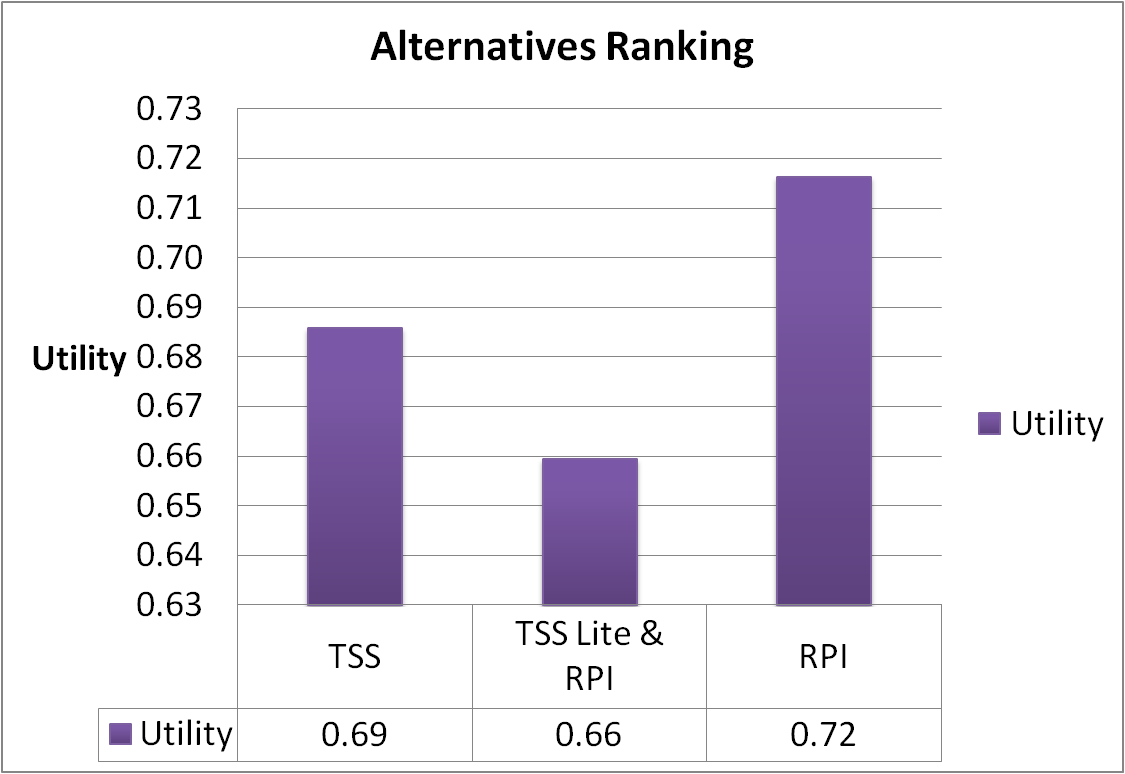 Alternatives Ranking
0.73
0.72
0.71
0.70
0.69
0.68
0.67
0.66
0.65
0.64
0.63
Utility
Utility
TSS
TSS Lite &
RPI
RPI
Utility 0.69 0.66 0.72